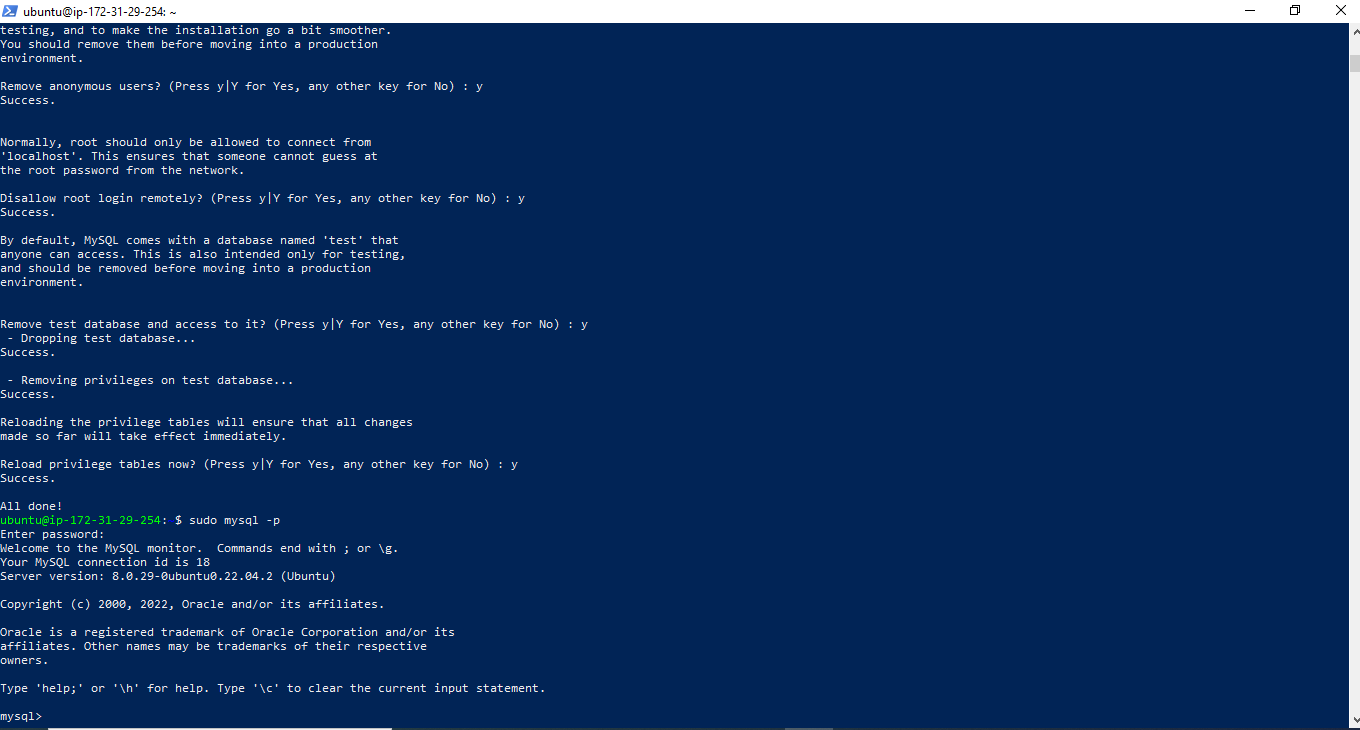 ubuntu@ip-172-31-29-254: ~
testing, and to make the installation go a bit smoother.
You should remove them before moving into a production
environment.
Remove anonymous users? (Press y|Y for Yes, any other key for No) : y
Success.
Normally, root should only be allowed to connect from
'localhost'. This ensures that someone cannot guess at
the root password from the network.
Disallow root login remotely? (Press y|Y for Yes, any other key for No) : y
Success.
By default, MySQL comes with a database named 'test' that
anyone can access. This is also intended only for testing,
and should be removed before moving into a production
environment.
Remove test database and access to it? (Press y|Y for Yes, any other key for No) : y
- Dropping test database...
Success.
- Removing privileges on test database...
Success.
Reloading the privilege tables will ensure that all changes
made so far will take effect immediately.
Reload privilege tables now? (Press y|Y for Yes, any other key for No) : y
Success.
All done!
ubuntu@ip-172-31-29-254: $ sudo mysql -p
Enter password:
Welcome to the MySQL monitor.  Commands end with ; or \g.
Your MySQL connection id is 18
Server version: 8.0.29-0ubuntu0.22.04.2 (Ubuntu)
Copyright (c) 2000, 2022, Oracle and/or its affiliates.
Oracle is a registered trademark of Oracle Corporation and/or its
affiliates. Other names may be trademarks of their respective
owners.
Type 'help;' or '\h' for help. Type '\c' to clear the current input statement.
mysql>